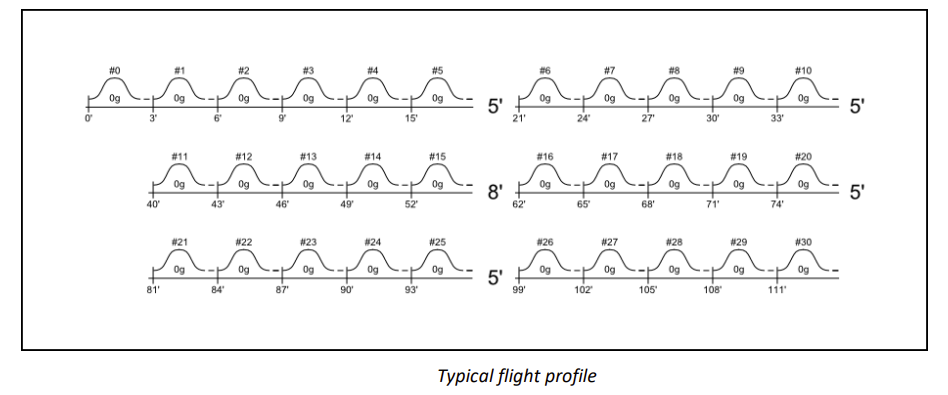 #0 #1 #2 #3 #4 #5 #6 #7 #8 #9 #10
0g 0g 0g 0g 0g 0g 5' 0g 0g 0g 0g 0g 5'
0' 3' 6' 9' 12' 15' 21' 24' 27' 30' 33'
#11 #12 #13 #14 #15 #16 #17 #18 #19 #20
0g 0g 0g 0g 0g 8' 0g 0g 0g 0g 0g 5'
40' 43' 46' 49' 52' 62' 65' 68' 71' 74'
#21 #22 #23 #24 #25 #26 #27 #28 #29 #30
0g 0g 0g 0g 0g 5' 0g 0g 0g 0g 0g
81' 84' 87' 90' 93' 99' 102' 105' 108' 111'
Typical flight profile